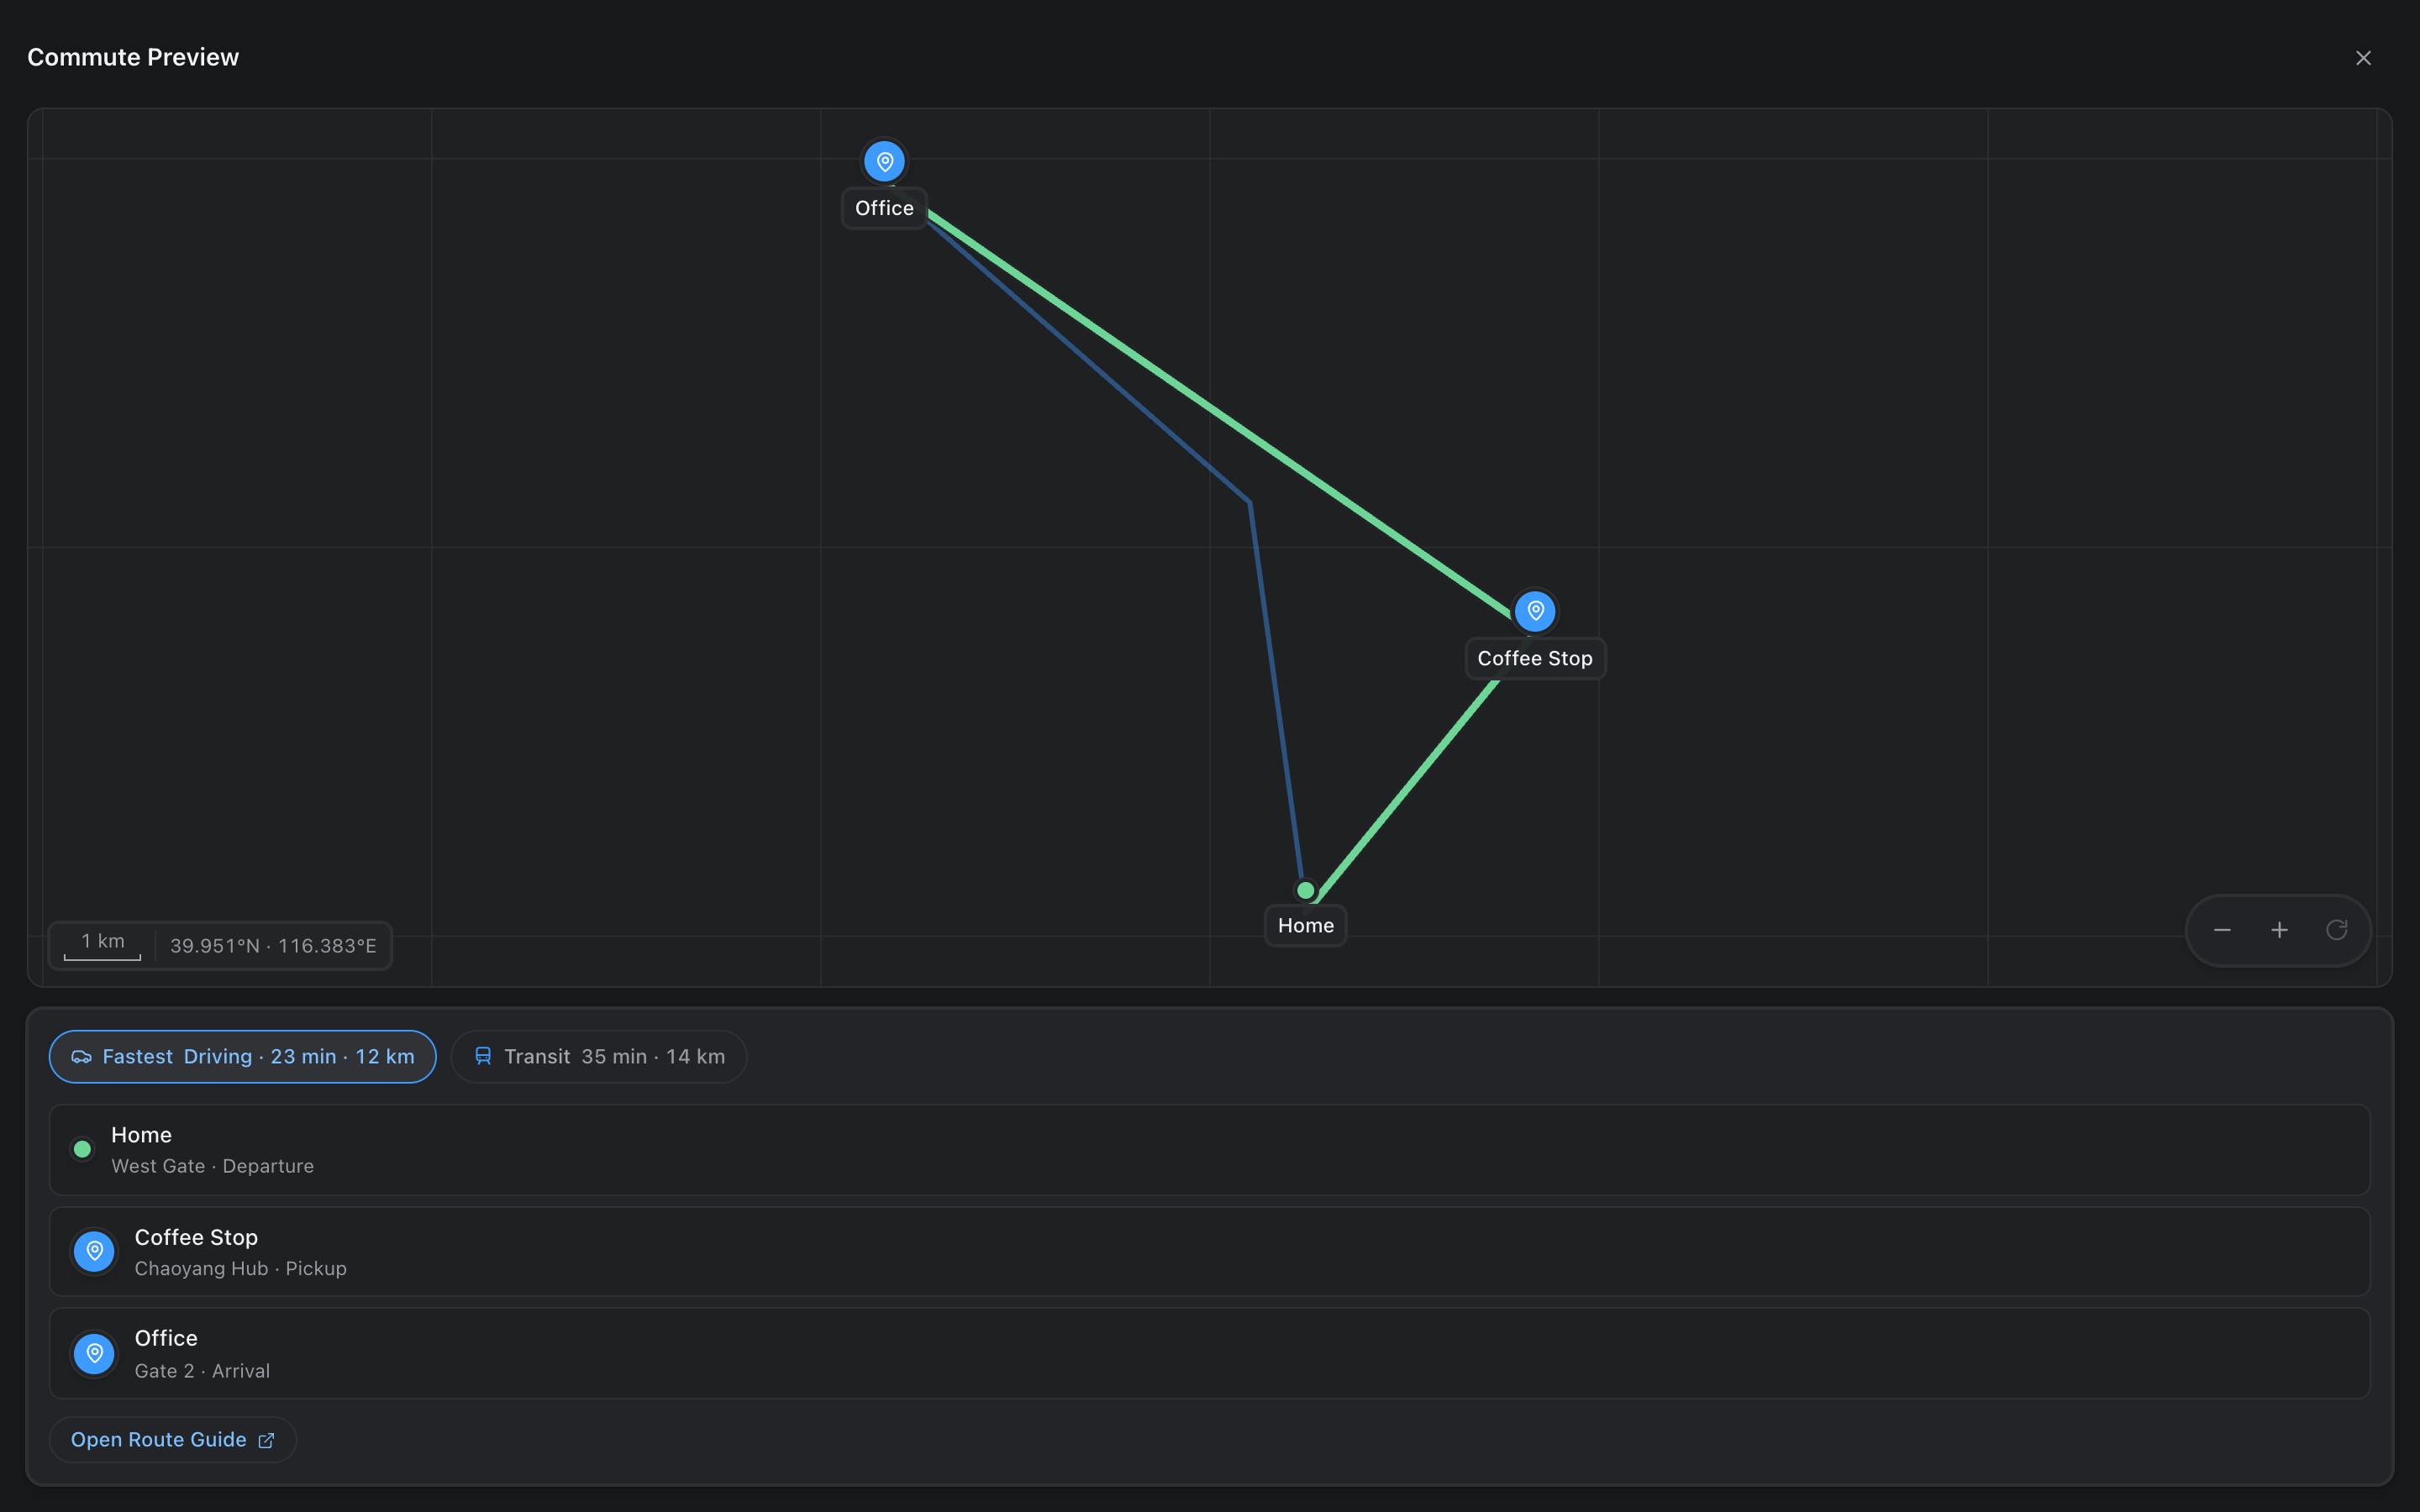 Commute Preview
Office
Coffee Stop
Home
1 km
39.951°N · 116.383°E
Fastest Driving · 23 min · 12 km
Transit 35 min · 14 km
Home
West Gate · Departure
Coffee Stop
Chaoyang Hub · Pickup
Office
Gate 2 · Arrival
Open Route Guide